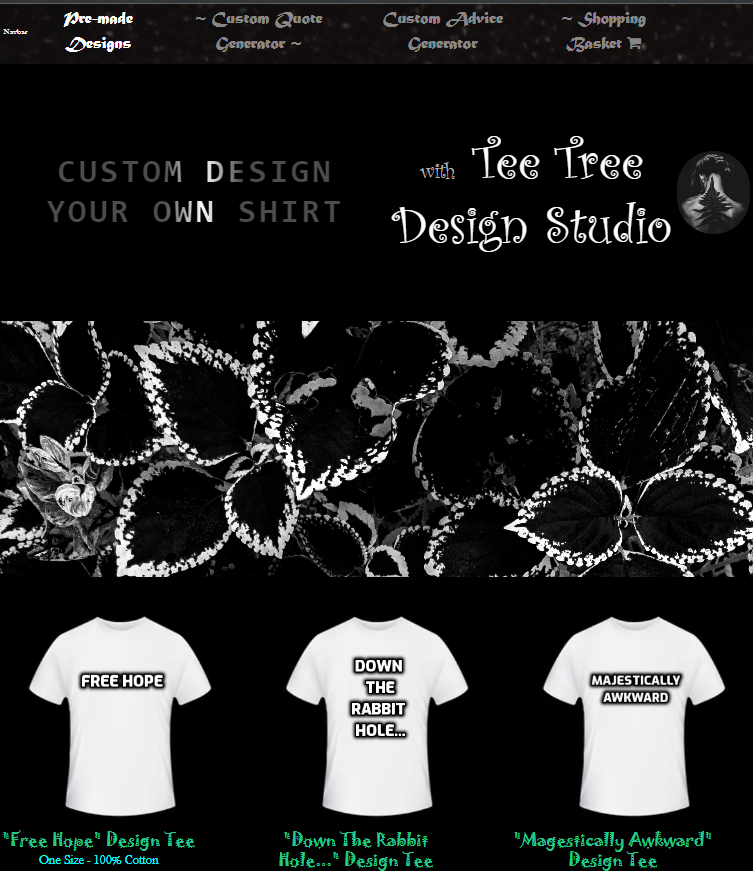 Navbar
Pre-made
Designs
~ Custom Quote
Generator ~
Custom Advice
Generator
~ Shopping
Basket
CUSTOM DESIGN
YOUR OWN SHIRT
with Tee Tree
Design Studio
FREE HOPE
DOWN
THE
RABBIT
HOLE...
MAJESTICALLY
AWKWARD
"Free Hope" Design Tee
One Size - 100% Cotton
"Down The Rabbit
Hole..." Design Tee
"Magestically Awkward"
Design Tee